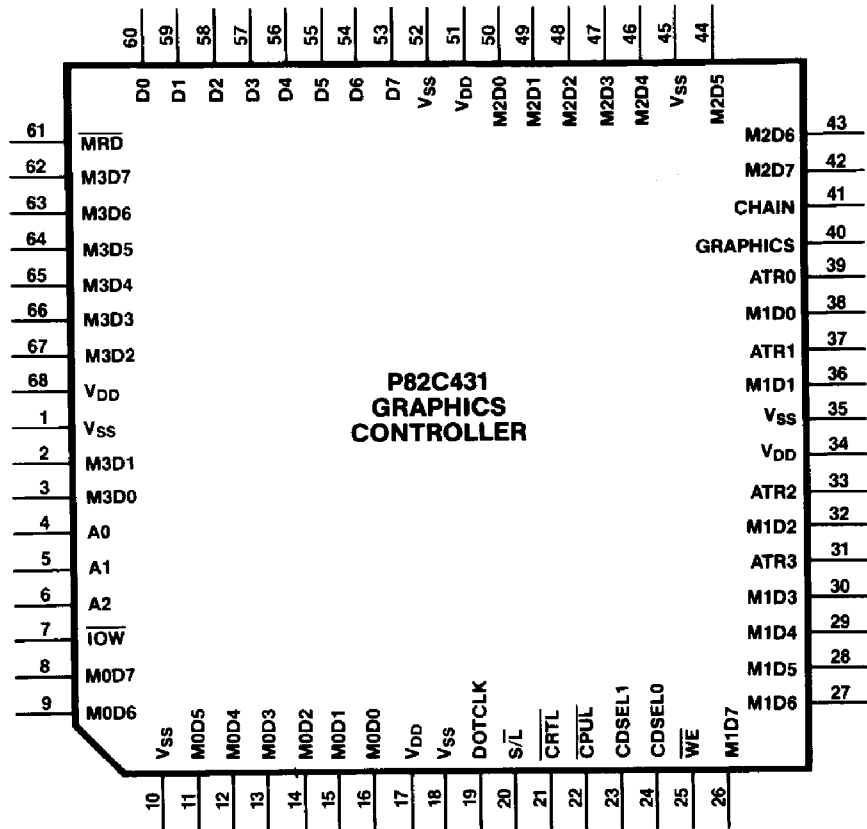 60 59 58 57 56 55 54 53 52 51 50 49 48 47 46 45 44
D0 D1 D2 D3 D4 D5 D6 D7 VSS VDD M2D0 M2D1 M2D2 M2D3 M2D4 VSS M2D5
61 MRD
62 M3D7
63 M3D6
64 M3D5
65 M3D4
66 M3D3
67 M3D2
68 VDD
1 VSS
2 M3D1
3 M3D0
4 A0
5 A1
6 A2
7 IOW
8 M0D7
9 M0D6
P82C431
GRAPHICS
CONTROLLER
M2D6 43
M2D7 42
CHAIN 41
GRAPHICS 40
ATR0 39
M1D0 38
ATR1 37
M1D1 36
VSS 35
VDD 34
ATR2 33
M1D2 32
ATR3 31
M1D3 30
M1D4 29
M1D5 28
M1D6 27
VSS M0D5 M0D4 M0D3 M0D2 M0D1 M0D0 VDD VSS DOTCLK S/L CRTL CPUL CDSEL1 CDSEL0 WE M1D7
10 11 12 13 14 15 16 17 18 19 20 21 22 23 24 25 26